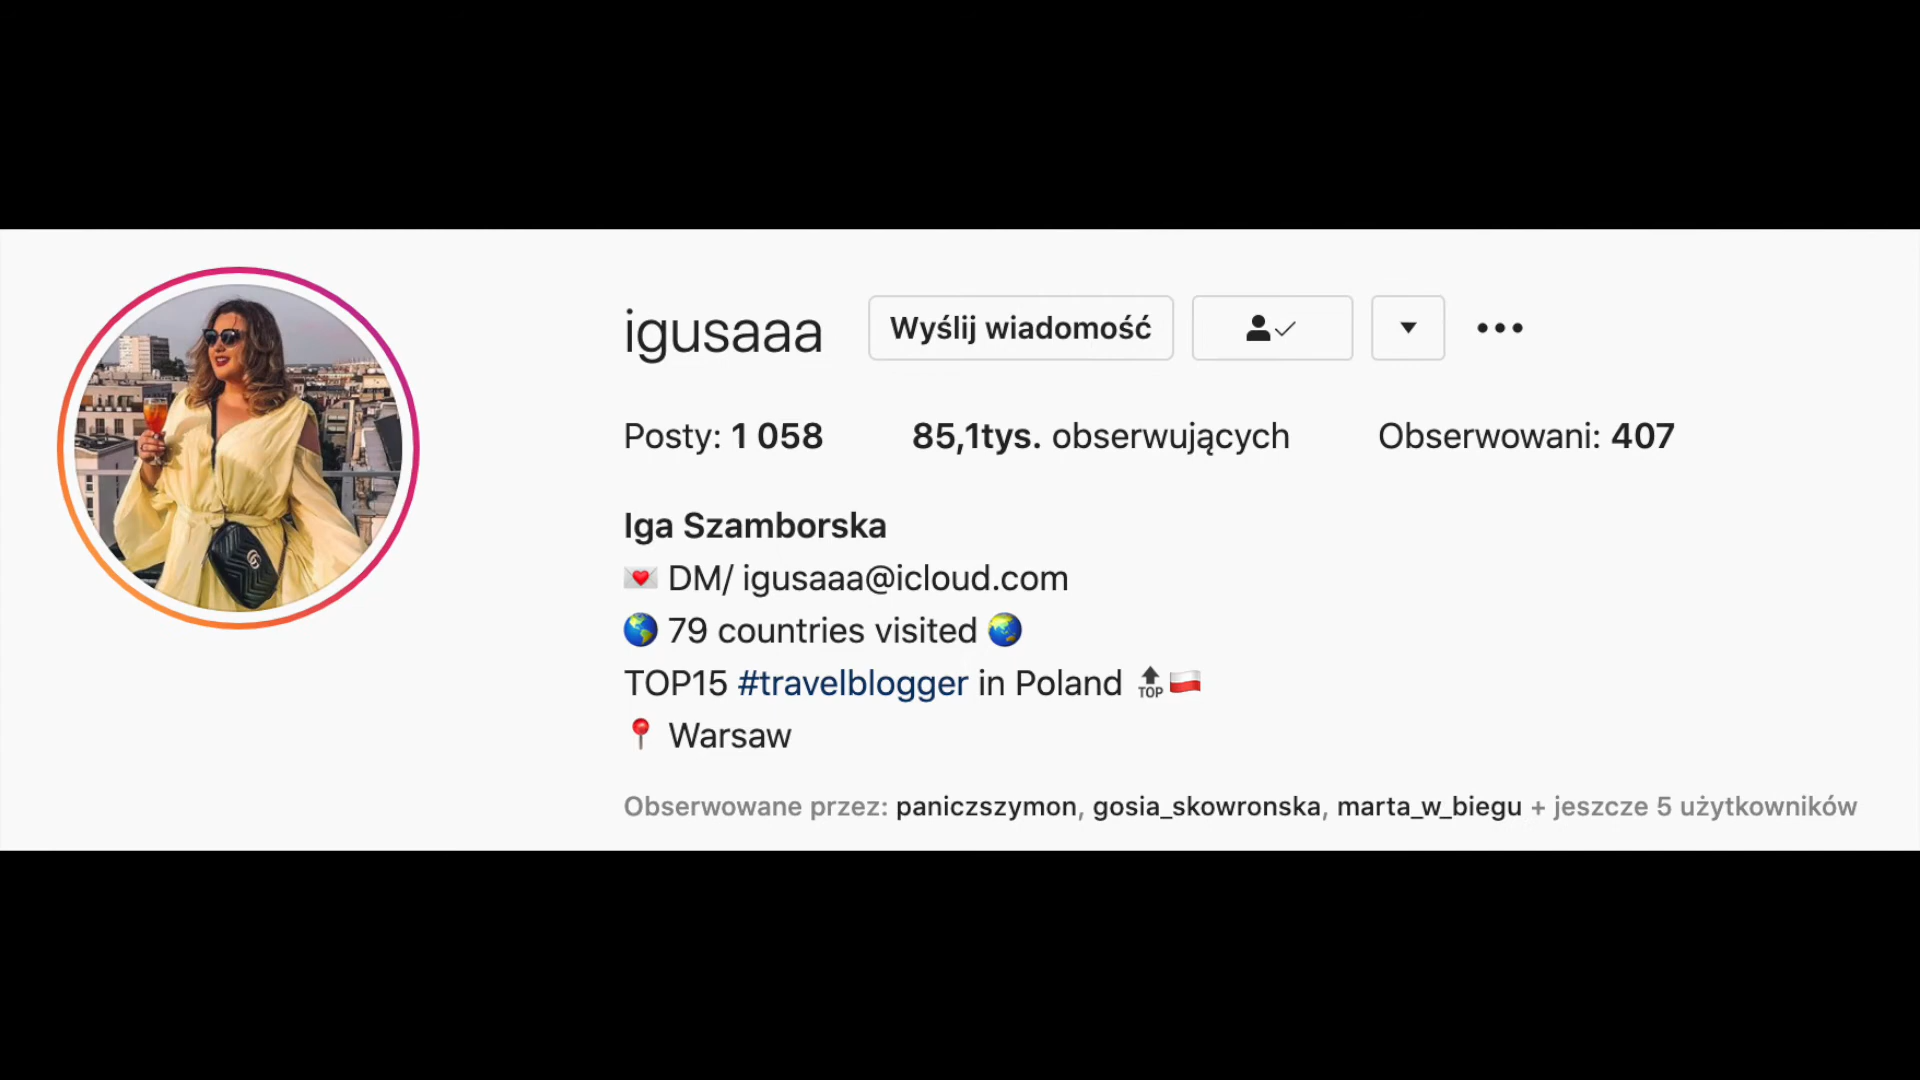 igusaaa Wyślij wiadomość
Posty: 1 058 85,1tys. obserwujących Obserwowani: 407
Iga Szamborska
💌 DM/ igusaaa@icloud.com
🌎 79 countries visited 🌏
TOP15 #travelblogger in Poland 🔝🇵🇱
📍 Warsaw
Obserwowane przez: paniczszymon, gosia_skowronska, marta_w_biegu + jeszcze 5 użytkowników